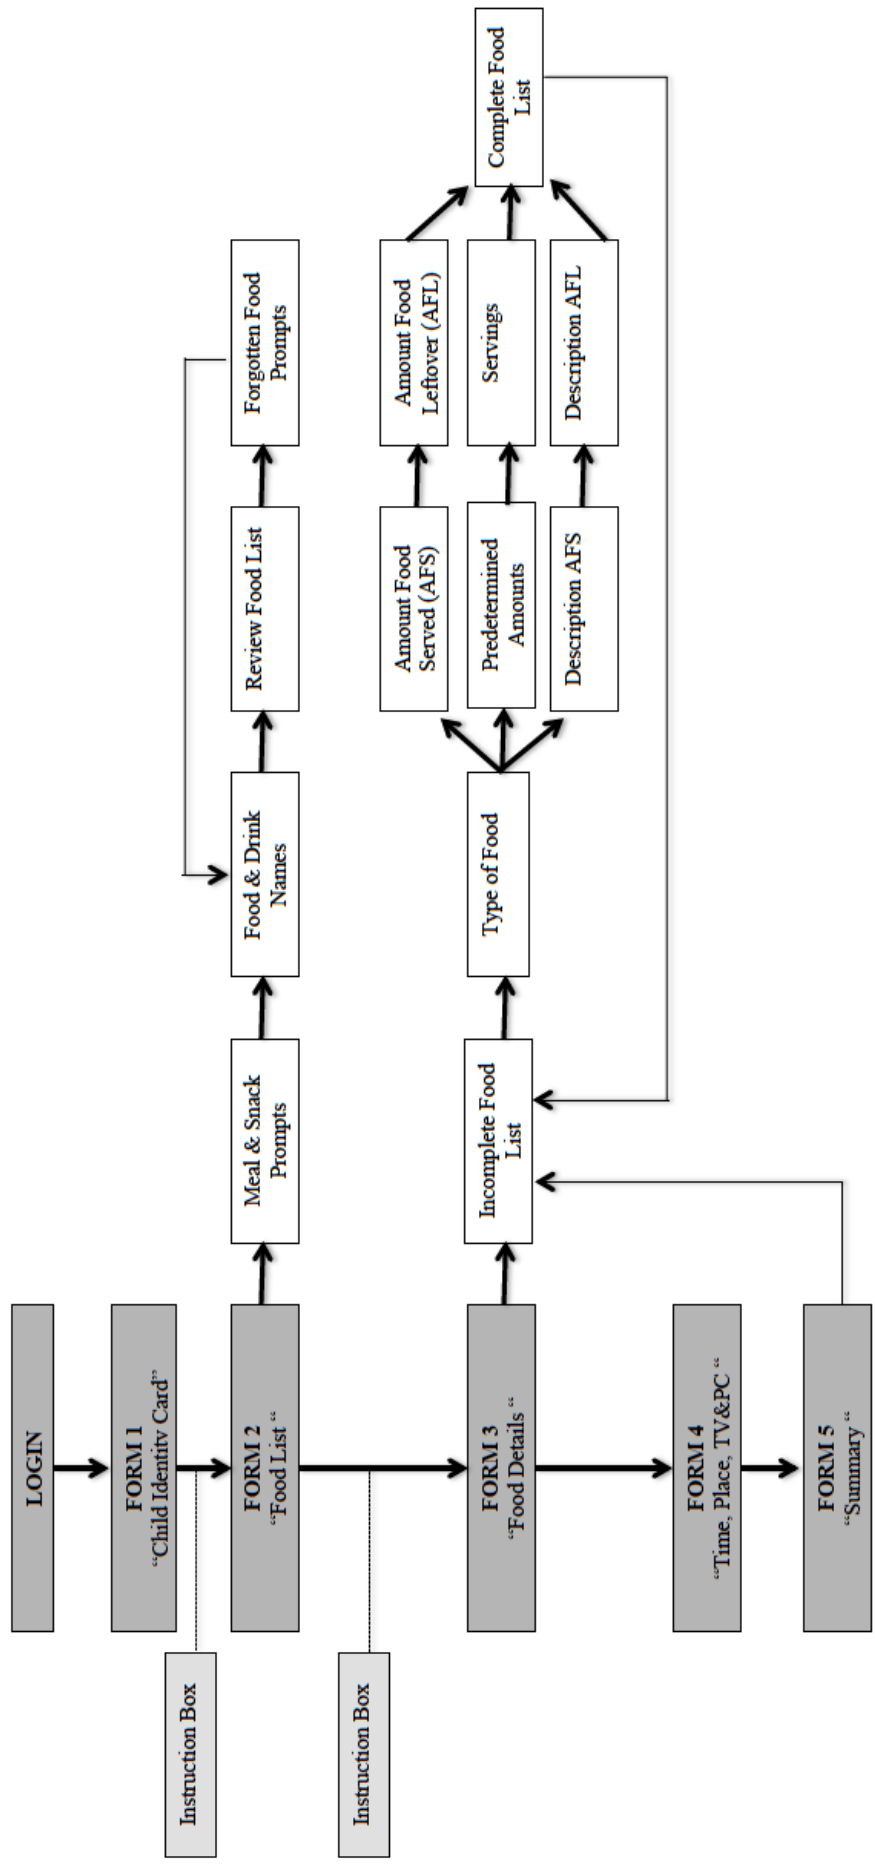 LOGIN
FORM 1
“Child Identity Card”
Instruction Box
FORM 2
“Food List “
Meal & Snack
Prompts
Food & Drink
Names
Review Food List
Forgotten Food
Prompts
Instruction Box
FORM 3
“Food Details “
Incomplete Food
List
Type of Food
Amount Food
Served (AFS)
Amount Food
Leftover (AFL)
Predetermined
Amounts
Servings
Description AFS
Description AFL
Complete Food
List
FORM 4
“Time, Place, TV&PC “
FORM 5
“Summary “